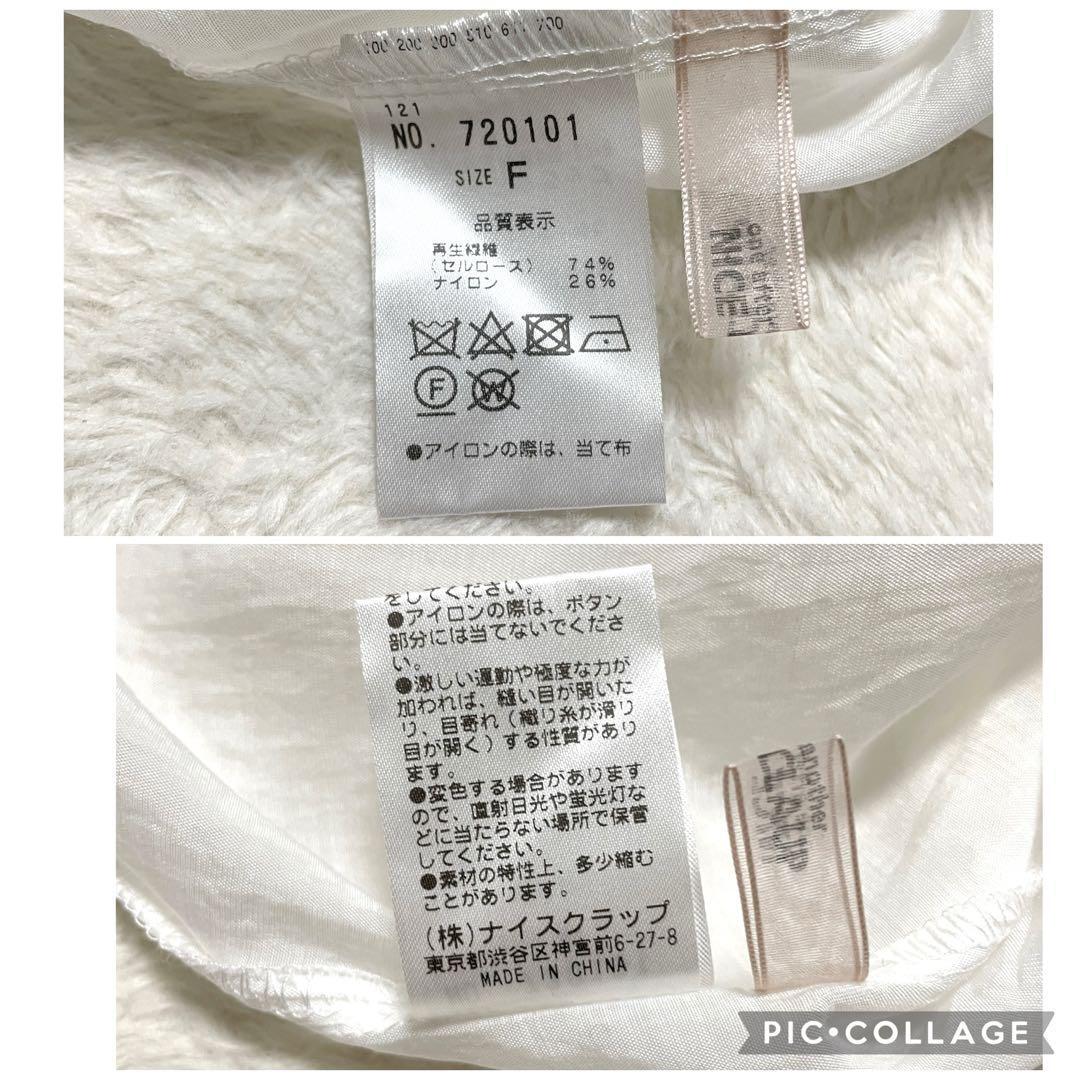 121
NO. 720101
SIZE F
品質表示
再生繊維
(セルロース) 74%
ナイロン 26%
F
W
●アイロンの際は、当て布
one after
NICE
をしてください。
●アイロンの際は、ボタン
部分には当てないでくださ
い。
●激しい運動や極度な力が
加われば、縫い目が開いた
り、目寄れ(織り糸が滑り
目が開く)する性質があり
ます。
●変色する場合があります
ので、直射日光や蛍光灯な
どに当たらない場所で保管
してください。
●素材の特性上、多少縮む
ことがあります。
(株)ナイスクラップ
東京都渋谷区神宮前6-27-8
MADE IN CHINA
another
PIC•COLLAGE